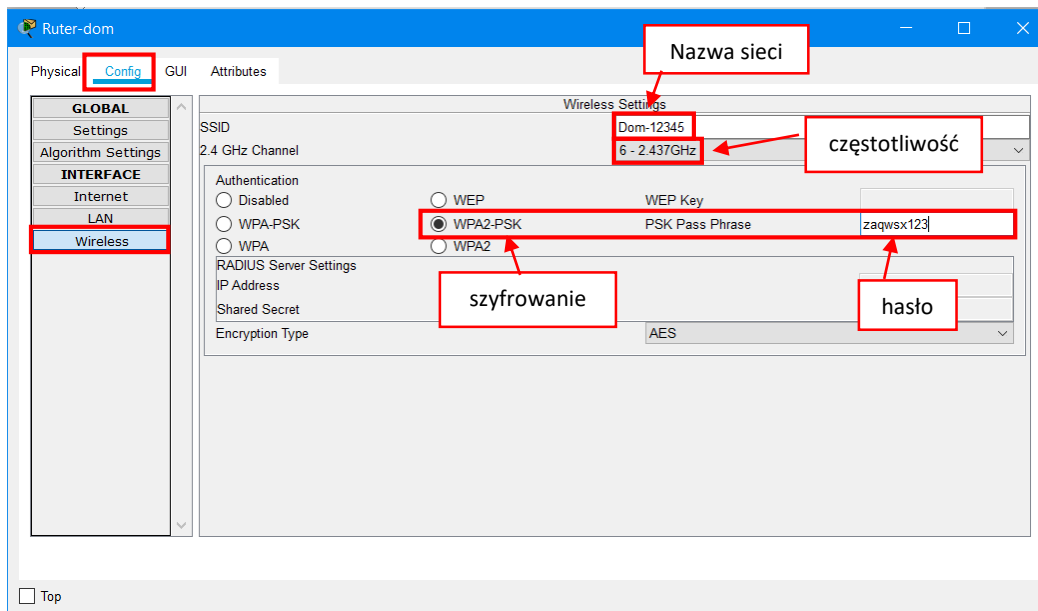 Ruter-dom
Nazwa sieci
Physical Config GUI Attributes
GLOBAL
Settings
Algorithm Settings
INTERFACE
Internet
LAN
Wireless
Wireless Settings
SSID Dom-12345
2.4 GHz Channel 6 - 2.437GHz
częstotliwość
Authentication
Disabled WEP WEP Key
WPA-PSK WPA2-PSK PSK Pass Phrase zaqwsx123
WPA WPA2
RADIUS Server Settings
IP Address
Shared Secret
szyfrowanie
hasło
Encryption Type AES
Top